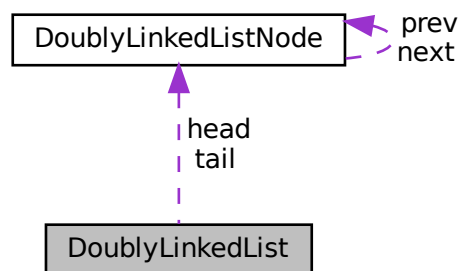 DoublyLinkedListNode
prev
next
head
tail
DoublyLinkedList